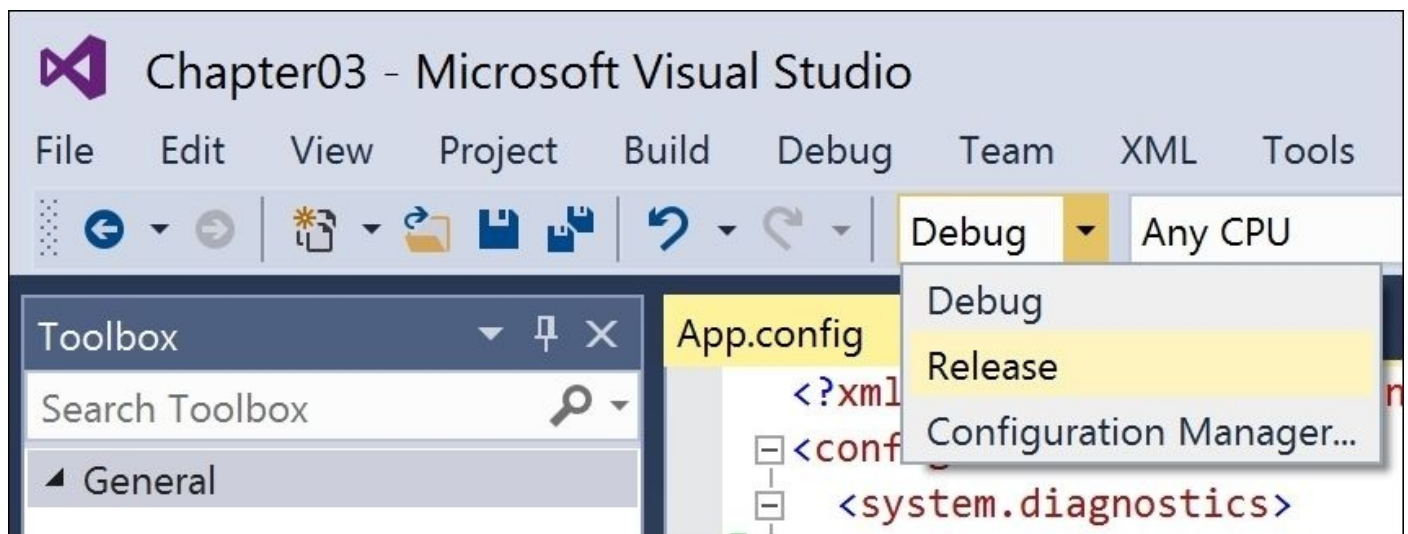 Chapter03 - Microsoft Visual Studio
File Edit View Project Build Debug Team XML Tools
Debug Any CPU
Debug
Release
Configuration Manager...
Toolbox
Search Toolbox
General
App.config
<?xml
<conf
<system.diagnostics>